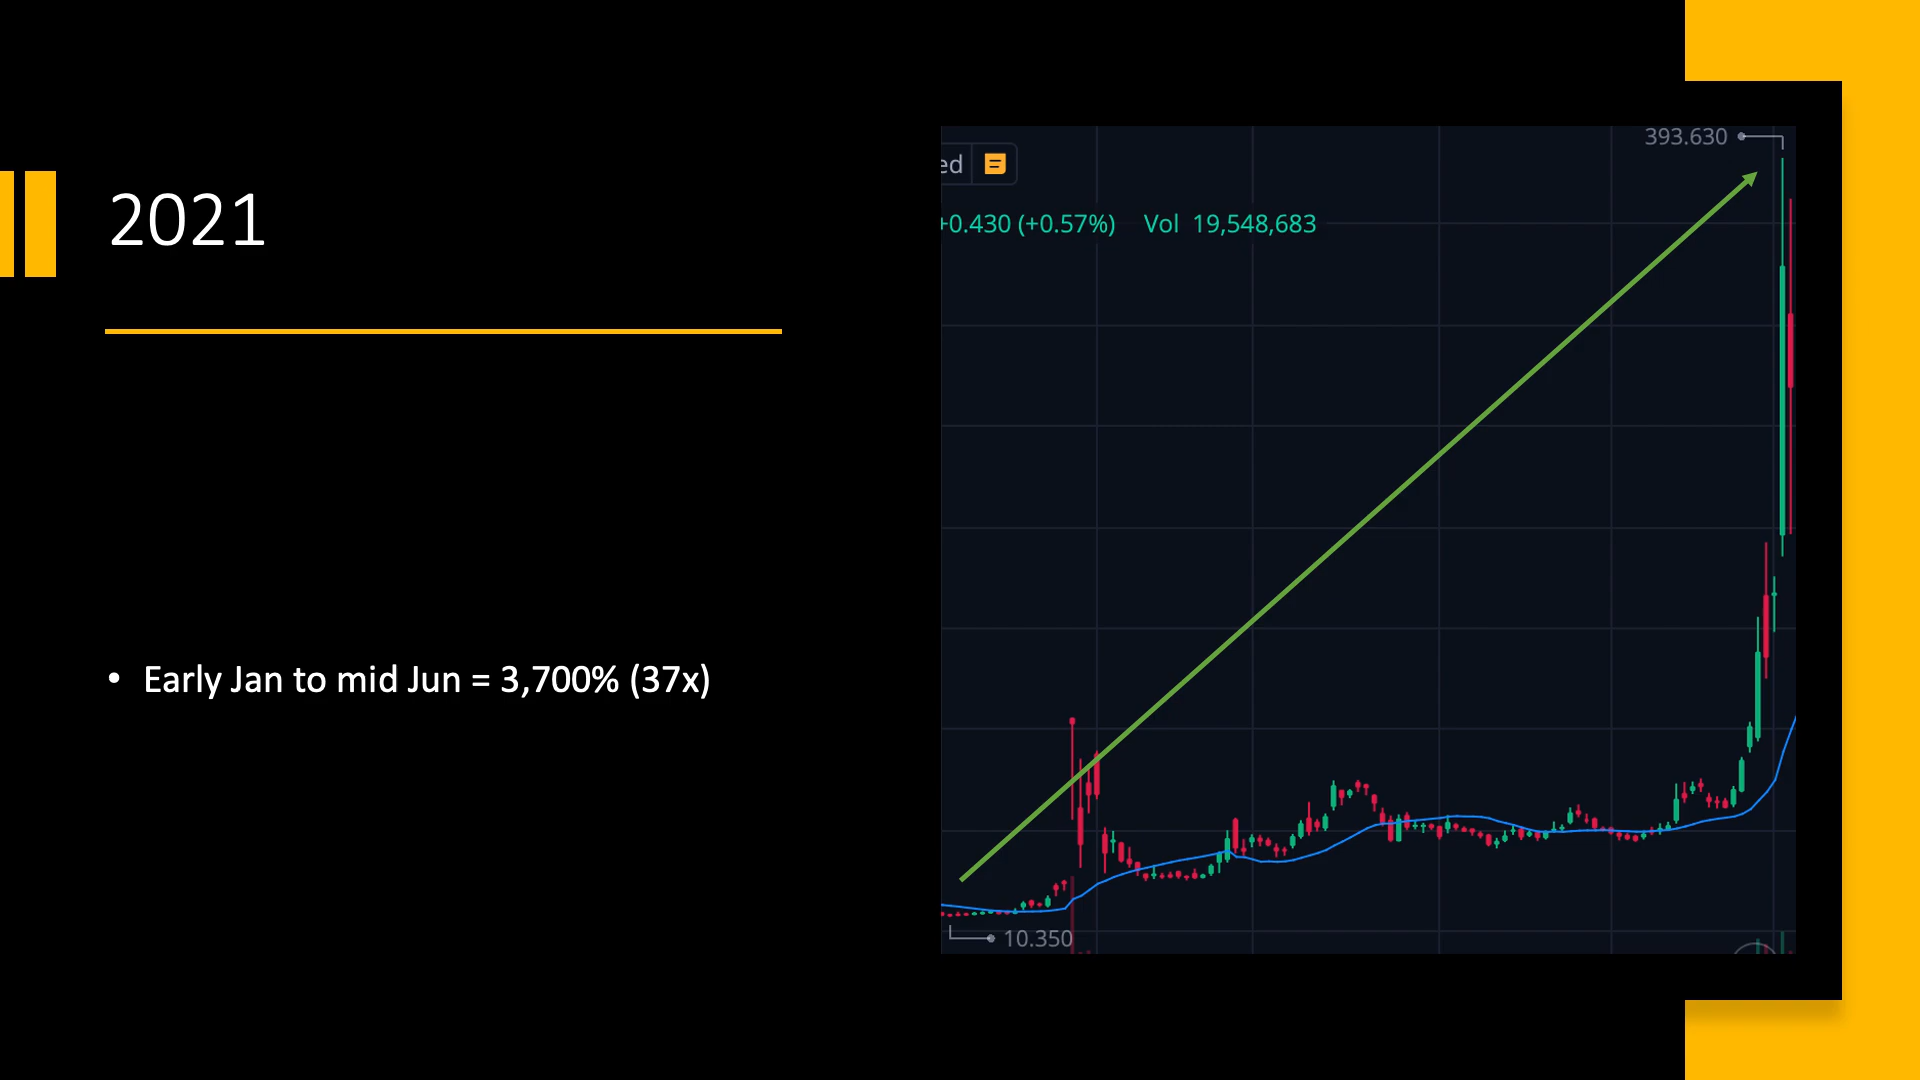 2021
• Early Jan to mid Jun = 3,700% (37x)
393.630
ed
+0.430 (+0.57%) Vol 19,548,683
10.350